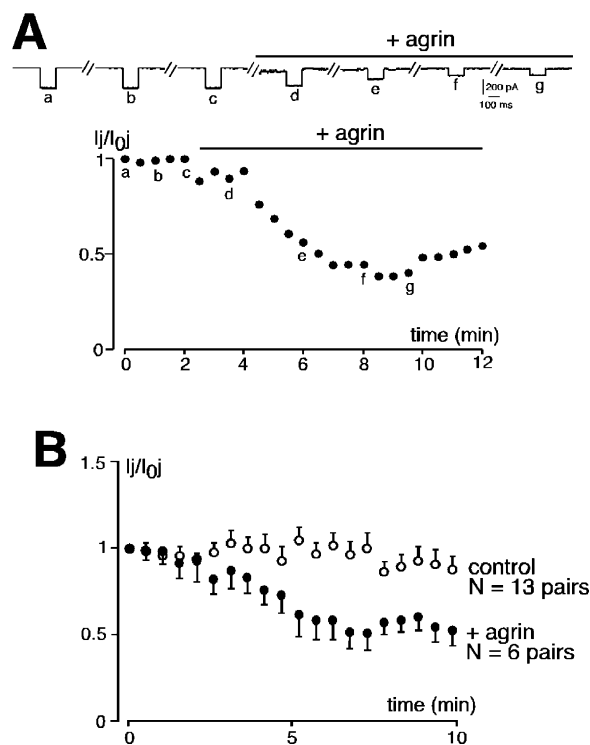 A
+ agrin
a b c d e f g
200 pA
100 ms
Ij/I0j
+ agrin
1
a b c
d
0.5
e
f
g
0
time (min)
0 2 4 6 8 10 12
B
1.5
Ij/I0j
1
control
N = 13 pairs
0.5
+ agrin
N = 6 pairs
time (min)
0
0 5 10